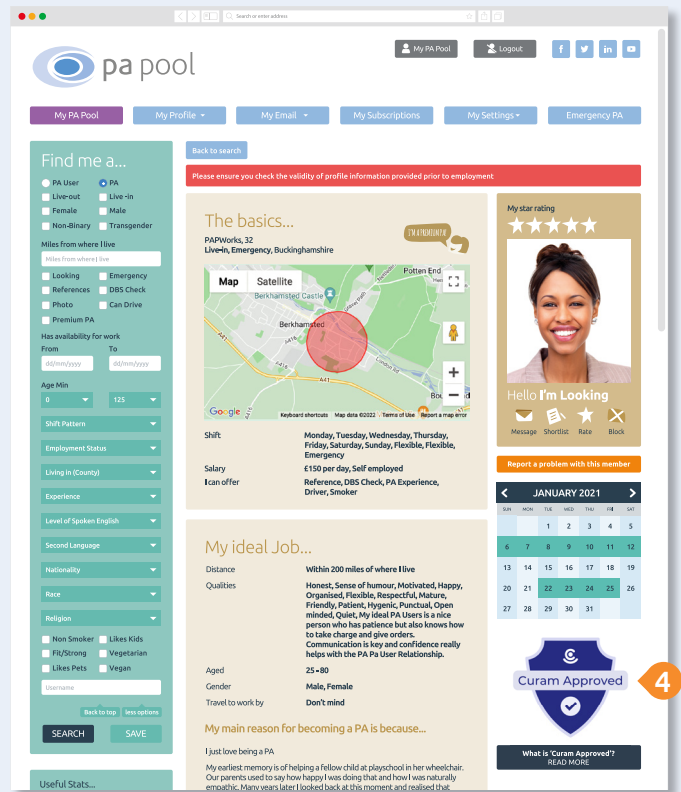 Search or enter address
pa pool
My PA Pool
Logout
My PA Pool
My Profile
My Email
My Subscriptions
My Settings
Emergency PA
Find me a...
PA User PA
Live-out Live -in
Female Male
Non-Binary Transgender
Miles from where I live
Miles from where I live
Looking Emergency
References DBS Check
Photo Can Drive
Premium PA
Has availability for work
From To
dd/mm/yyyy dd/mm/yyyy
Age Min
0 125
Shift Pattern
Employment Status
Living in (County)
Experience
Level of Spoken English
Second Language
Nationality
Race
Religion
Non Smoker Likes Kids
Fit/Strong Vegetarian
Likes Pets Vegan
Username
Back to top less options
SEARCH SAVE
Useful Stats...
Back to search
Please ensure you check the validity of profile information provided prior to employment
The basics...
I'M A PREMIUM PA!
PAPWorks, 32
Live-in, Emergency, Buckinghamshire
Map Satellite
Potten End
Berkhamsted Castle
Berkhamsted
A416
A416
A41
London Rd
Google
Keyboard shortcuts Map data ©2022 Terms of Use Report a map error
Shift Monday, Tuesday, Wednesday, Thursday,
Friday, Saturday, Sunday, Flexible, Flexible,
Emergency
Salary £150 per day, Self employed
I can offer Reference, DBS Check, PA Experience,
Driver, Smoker
My ideal Job...
Distance Within 200 miles of where I live
Qualities Honest, Sense of humour, Motivated, Happy,
Organised, Flexible, Respectful, Mature,
Friendly, Patient, Hygenic, Punctual, Open
minded, Quiet, My ideal PA Users is a nice
person who has patience but also knows how
to take charge and give orders.
Communication is key and confidence really
helps with the PA Pa User Relationship.
Aged 25-80
Gender Male, Female
Travel to work by Don't mind
My main reason for becoming a PA is because...
I just love being a PA
My earliest memory is of helping a fellow child at playschool in her wheelchair.
Our parents used to say how happy I was doing that and how I was naturally
empathic. Many years later I looked back at this moment and realised that
My star rating
Hello I'm Looking
Message Shortlist Rate Block
Report a problem with this member
JANUARY 2021
SUN MON TUE WED THU FRI SAT
1 2 3 4 5
6 7 8 9 10 11 12
13 14 15 16 17 18 19
20 21 22 23 24 25 26
27 28 29 30 31
Curam Approved
4
What is 'Curam Approved'?
READ MORE